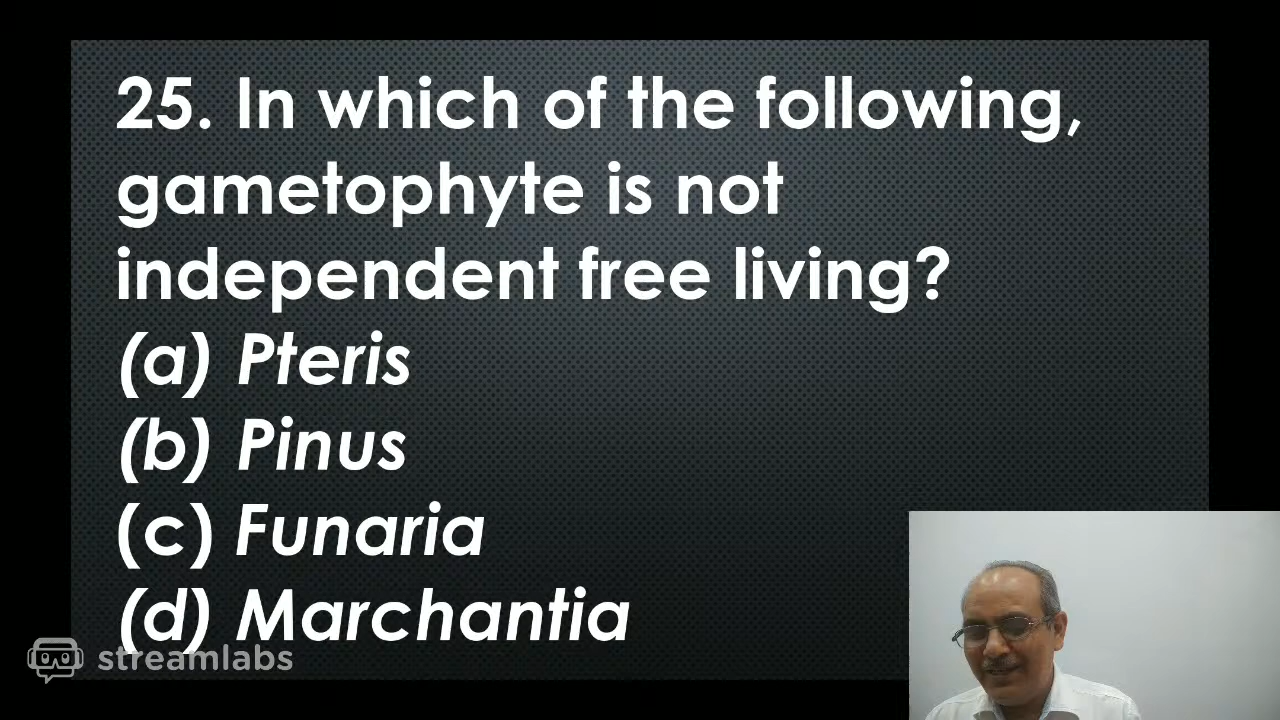 25. In which of the following,
gametophyte is not
independent free living?
(a) Pteris
(b) Pinus
(c) Funaria
(d) Marchantia
streamlabs